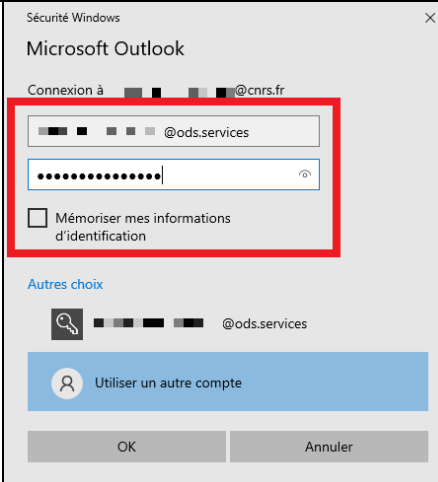 Sécurité Windows
Microsoft Outlook
Connexion à @cnrs.fr
@ods.services
Mémoriser mes informations
d'identification
Autres choix
@ods.services
Utiliser un autre compte
OK
Annuler